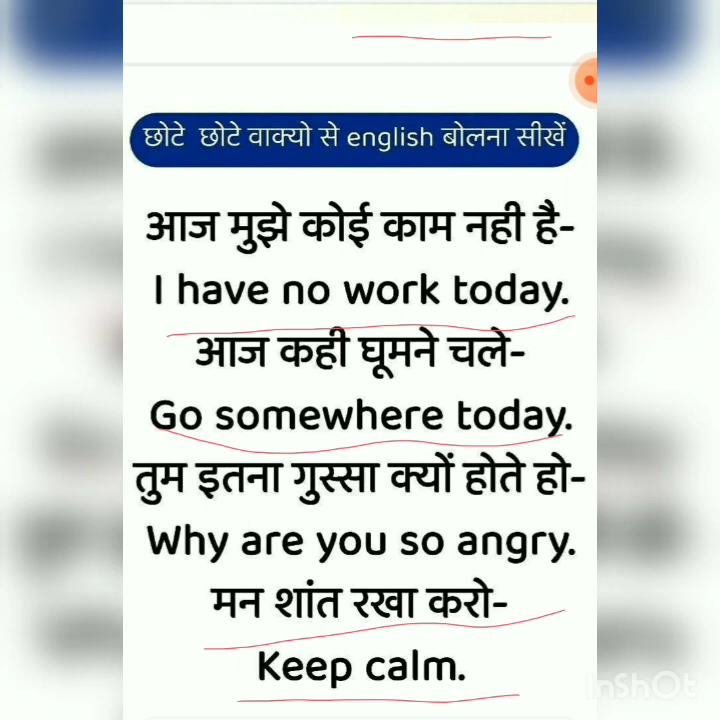 छोटे छोटे वाक्यो से english बोलना सीखें
आज मुझे कोई काम नही है-
I have no work today.
आज कही घूमने चले-
Go somewhere today.
तुम इतना गुस्सा क्यों होते हो-
Why are you so angry.
मन शांत रखा करो-
Keep calm.
InShOt